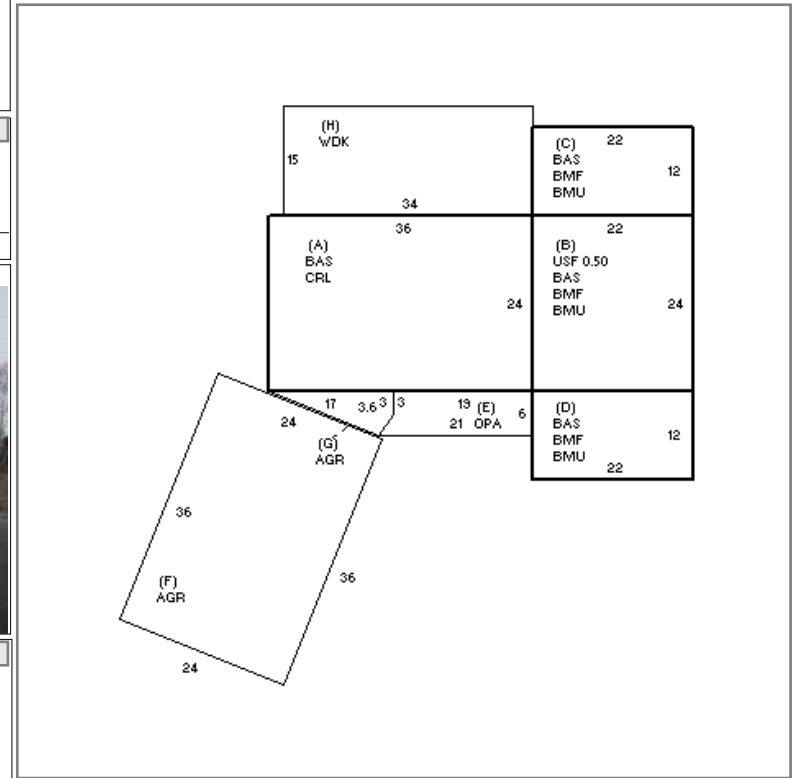 (H)
WDK
15
34
(C) 22
BAS
BMF
BMU
12
36
(A)
BAS
CRL
24
22
(B)
USF 0.50
BAS
BMF
BMU
24
17 3.6 3 3
24
(G)
AGR
19 (E)
21 OPA
6
(D)
BAS
BMF
BMU
12
22
36
(F)
AGR
36
24